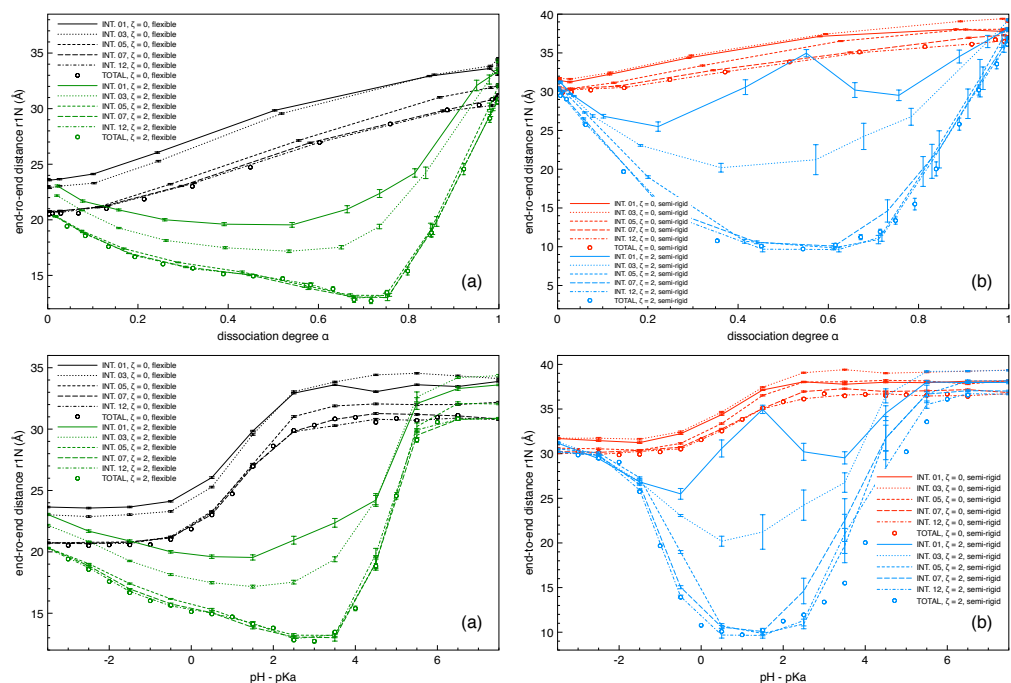 end-ro-end distance r1N (Å)
35
30
25
20
15
INT. 01, ζ = 0, flexible
INT. 03, ζ = 0, flexible
INT. 05, ζ = 0, flexible
INT. 07, ζ = 0, flexible
INT. 12, ζ = 0, flexible
TOTAL, ζ = 0, flexible
INT. 01, ζ = 2, flexible
INT. 03, ζ = 2, flexible
INT. 05, ζ = 2, flexible
INT. 07, ζ = 2, flexible
INT. 12, ζ = 2, flexible
TOTAL, ζ = 2, flexible
(a)
0 0.2 0.4 0.6 0.8 1
dissociation degree α
end-to-end distance r1N (Å)
40
35
30
25
20
15
10
5
INT. 01, ζ = 0, semi-rigid
INT. 03, ζ = 0, semi-rigid
INT. 05, ζ = 0, semi-rigid
INT. 07, ζ = 0, semi-rigid
INT. 12, ζ = 0, semi-rigid
TOTAL, ζ = 0, semi-rigid
INT. 01, ζ = 2, semi-rigid
INT. 03, ζ = 2, semi-rigid
INT. 05, ζ = 2, semi-rigid
INT. 07, ζ = 2, semi-rigid
INT. 12, ζ = 2, semi-rigid
TOTAL, ζ = 2, semi-rigid
(b)
0 0.2 0.4 0.6 0.8 1
dissociation degree α
end-ro-end distance r1N (Å)
35
30
25
20
15
INT. 01, ζ = 0, flexible
INT. 03, ζ = 0, flexible
INT. 05, ζ = 0, flexible
INT. 07, ζ = 0, flexible
INT. 12, ζ = 0, flexible
TOTAL, ζ = 0, flexible
INT. 01, ζ = 2, flexible
INT. 03, ζ = 2, flexible
INT. 05, ζ = 2, flexible
INT. 07, ζ = 2, flexible
INT. 12, ζ = 2, flexible
TOTAL, ζ = 2, flexible
(a)
-2 0 2 4 6
pH - pKa
end-to-end distance r1N (Å)
40
35
30
25
20
15
10
INT. 01, ζ = 0, semi-rigid
INT. 03, ζ = 0, semi-rigid
INT. 05, ζ = 0, semi-rigid
INT. 07, ζ = 0, semi-rigid
INT. 12, ζ = 0, semi-rigid
TOTAL, ζ = 0, semi-rigid
INT. 01, ζ = 2, semi-rigid
INT. 03, ζ = 2, semi-rigid
INT. 05, ζ = 2, semi-rigid
INT. 07, ζ = 2, semi-rigid
INT. 12, ζ = 2, semi-rigid
TOTAL, ζ = 2, semi-rigid
(b)
-2 0 2 4 6
pH - pKa